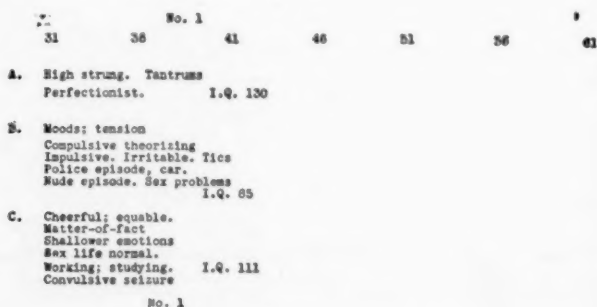 No. 1
31 36 41 46 51 56 61
A. High strung. Tantrums
Perfectionist. I.Q. 130
B. Moods; tension
Compulsive theorizing
Impulsive. Irritable. Tics
Police episode, car.
Nude episode. Sex problems
I.Q. 85
C. Cheerful; equable.
Matter-of-fact
Shallower emotions
Sex life normal.
Working; studying. I.Q. 111
Convulsive seizure
No. 1